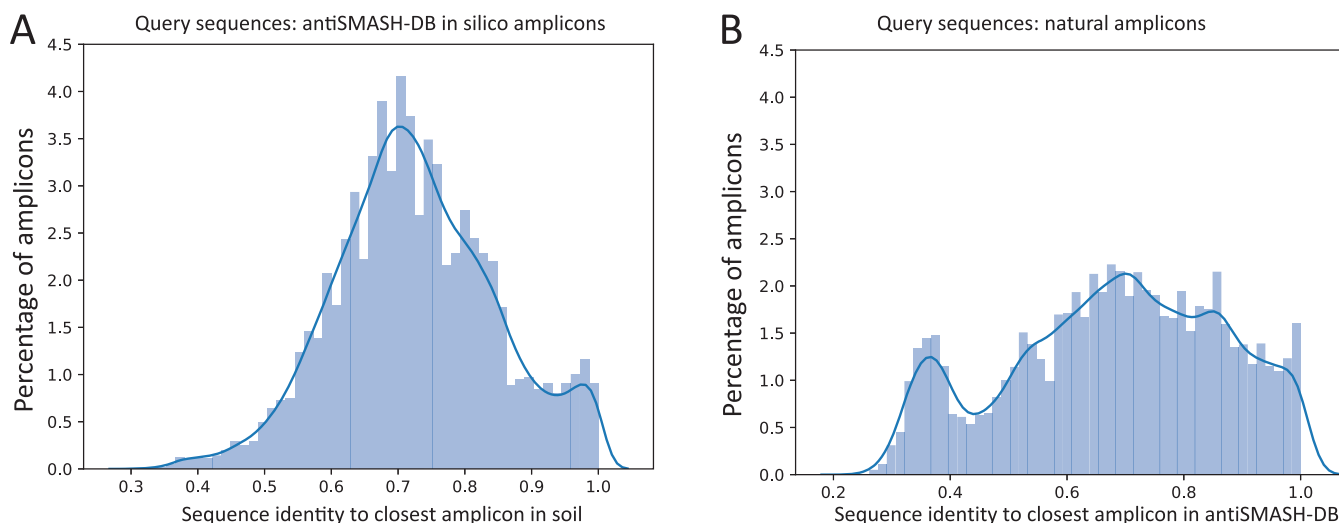 A
Query sequences: antiSMASH-DB in silico amplicons
Percentage of amplicons
4.5
4.0
3.5
3.0
2.5
2.0
1.5
1.0
0.5
0.0
0.3 0.4 0.5 0.6 0.7 0.8 0.9 1.0
Sequence identity to closest amplicon in soil
B
Query sequences: natural amplicons
Percentage of amplicons
4.5
4.0
3.5
3.0
2.5
2.0
1.5
1.0
0.5
0.0
0.2 0.4 0.6 0.8 1.0
Sequence identity to closest amplicon in antiSMASH-DB